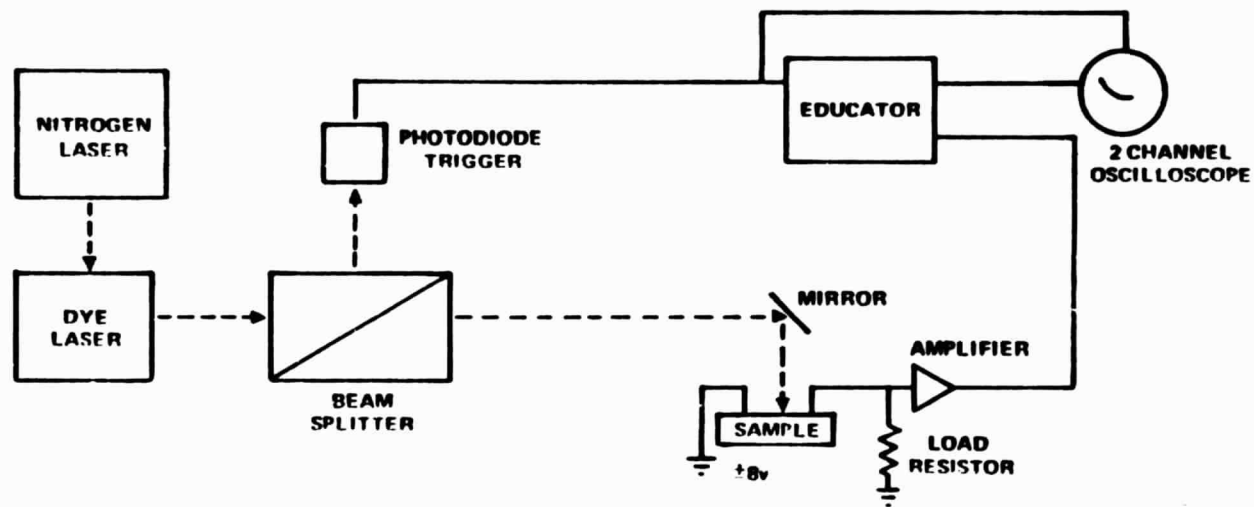 NITROGEN
LASER
PHOTODIODE
TRIGGER
EDUCATOR
2 CHANNEL
OSCILLOSCOPE
DYE
LASER
BEAM
SPLITTER
MIRROR
AMPLIFIER
SAMPLE
±8v
LOAD
RESISTOR